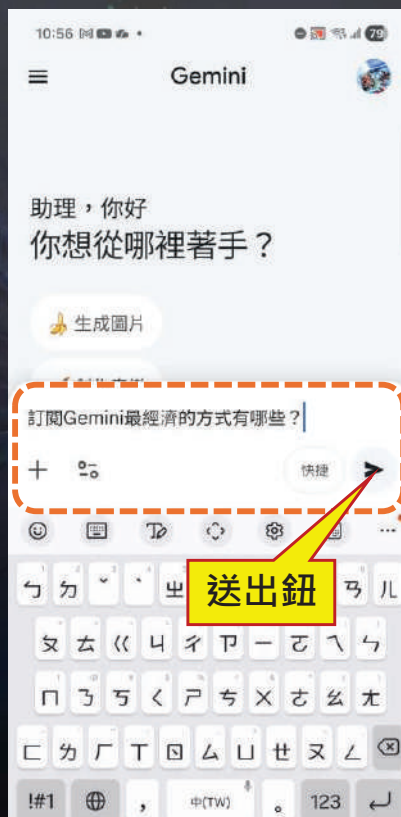 10:56
79
Gemini
助理，你好
你想從哪裡著手？
🍌 生成圖片
訂閱Gemini最經濟的方式有哪些？
快捷
送出鈕
ㄅ ㄉ ˇ ˋ ㄓ ㄢ ㄦ
ㄆ ㄊ ㄍ ㄐ ㄔ ㄗ ㄧ ㄛ ㄟ ㄣ
ㄇ ㄋ ㄎ ㄑ ㄕ ㄘ ㄨ ㄜ ㄠ ㄤ
ㄈ ㄌ ㄏ ㄒ ㄖ ㄙ ㄩ ㄝ ㄡ ㄥ
!#1 ， 中(TW) 。 123